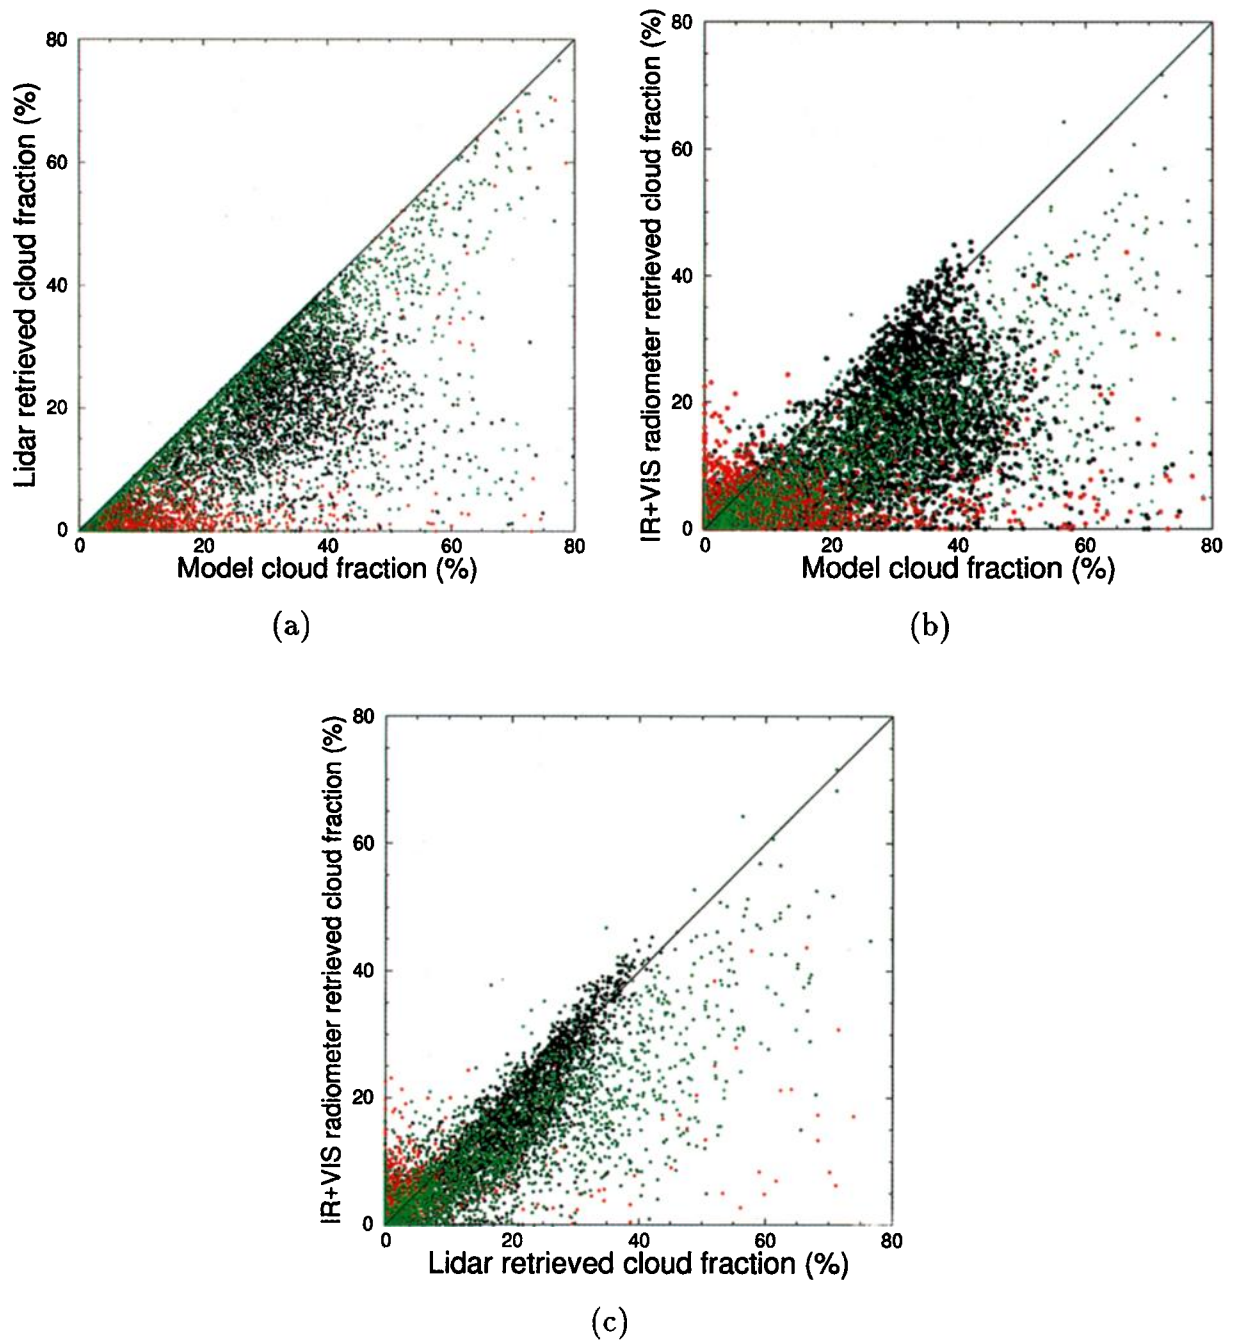 80
60
40
20
0
Lidar retrieved cloud fraction (%)
0 20 40 60 80
Model cloud fraction (%)
(a)
80
60
40
20
0
IR+VIS radiometer retrieved cloud fraction (%)
0 20 40 60 80
Model cloud fraction (%)
(b)
80
60
40
20
0
IR+VIS radiometer retrieved cloud fraction (%)
0 20 40 60 80
Lidar retrieved cloud fraction (%)
(c)